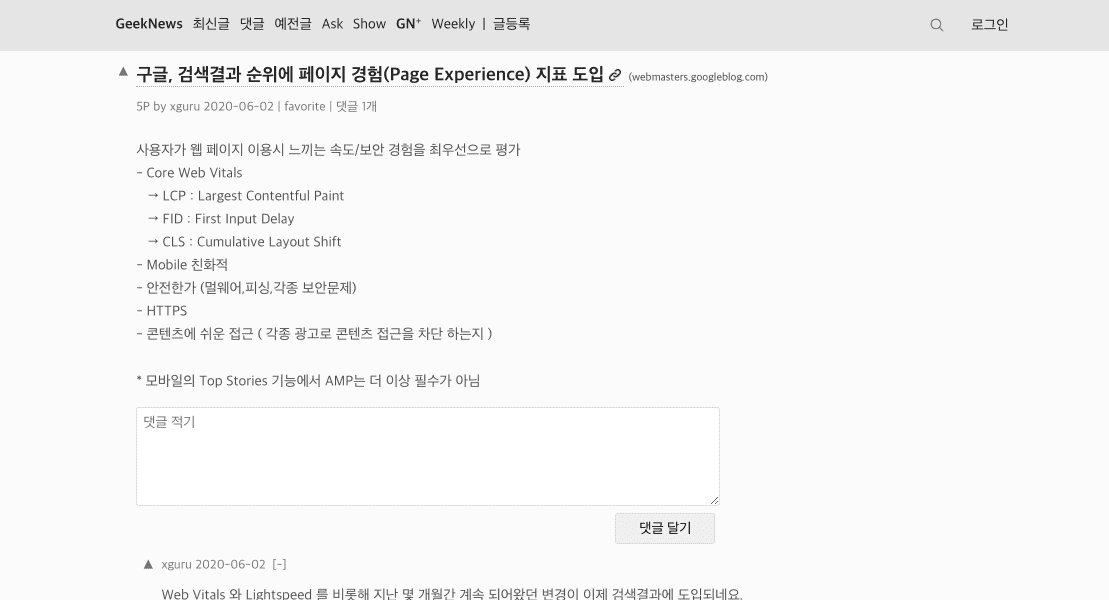 GeekNews 최신글 댓글 예전글 Ask Show GN⁺ Weekly | 글등록 로그인
▲ 구글, 검색결과 순위에 페이지 경험(Page Experience) 지표 도입 (webmasters.googleblog.com)
5P by xguru 2020-06-02 | favorite | 댓글 1개
사용자가 웹 페이지 이용시 느끼는 속도/보안 경험을 최우선으로 평가
- Core Web Vitals
→ LCP : Largest Contentful Paint
→ FID : First Input Delay
→ CLS : Cumulative Layout Shift
- Mobile 친화적
- 안전한가 (멀웨어,피싱,각종 보안문제)
- HTTPS
- 콘텐츠에 쉬운 접근 ( 각종 광고로 콘텐츠 접근을 차단 하는지 )
* 모바일의 Top Stories 기능에서 AMP는 더 이상 필수가 아님
댓글 적기
댓글 달기
▲ xguru 2020-06-02 [-]
Web Vitals 와 Lightspeed 를 비롯해 지난 몇 개월간 계속 되어왔던 변경이 이제 검색결과에 도입되네요.